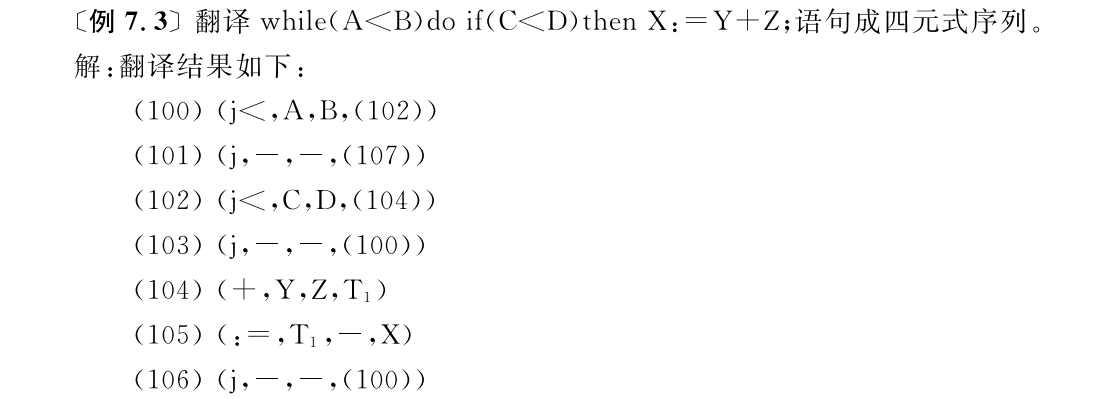 〔例 7.3〕翻译 while(A<B)do if(C<D)then X:=Y+Z;语句成四元式序列。
解:翻译结果如下:
(100) (j<,A,B,(102))
(101) (j,—,—,(107))
(102) (j<,C,D,(104))
(103) (j,—,—,(100))
(104) (+,Y,Z,T₁)
(105) (:=,T₁,—,X)
(106) (j,—,—,(100))